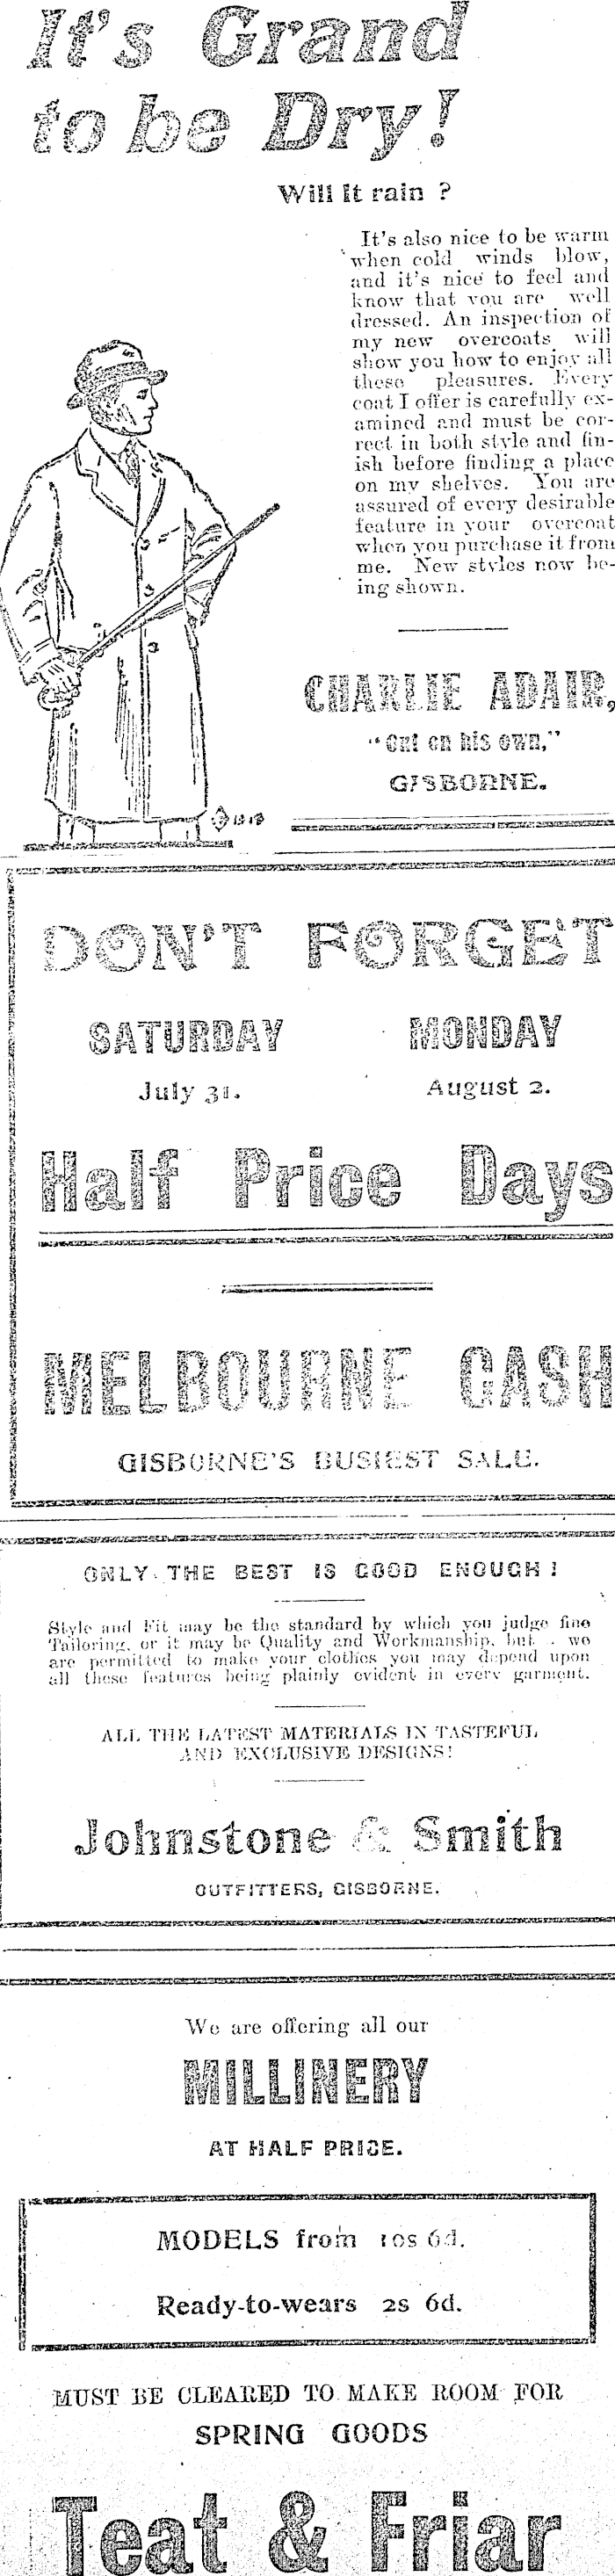 It's Grand
to be Dry!
Will it rain ?
It's also nice to be warm
when cold winds blow,
and it's nice to feel and
know that you are well
dressed. An inspection of
my new overcoats will
show you how to enjoy all
these pleasures. Every
coat I offer is carefully ex-
amined and must be cor-
rect in both style and fin-
ish before finding a place
on my shelves. You are
assured of every desirable
feature in your overcoat
when you purchase it from
me. New styles now be-
ing shown.
CHARLIE ADAIR,
"Out on his own,"
GISBORNE.
DON'T FORGET
SATURDAY MONDAY
July 31. August 2.
Half Price Days
MELBOURNE CASH
GISBORNE'S BUSIEST SALE.
ONLY THE BEST IS GOOD ENOUGH !
Style and Fit may be the standard by which you judge fine
Tailoring, or it may be Quality and Workmanship, but . . we
are permitted to make your clothes you may depend upon
all these features being plainly evident in every garment.
ALL THE LATEST MATERIALS IN TASTEFUL
AND EXCLUSIVE DESIGNS!
Johnstone & Smith
OUTFITTERS, GISBORNE.
We are offering all our
MILLINERY
AT HALF PRICE.
MODELS from 10s 6d.
Ready-to-wears 2s 6d.
MUST BE CLEARED TO MAKE ROOM FOR
SPRING GOODS
Teat & Friar